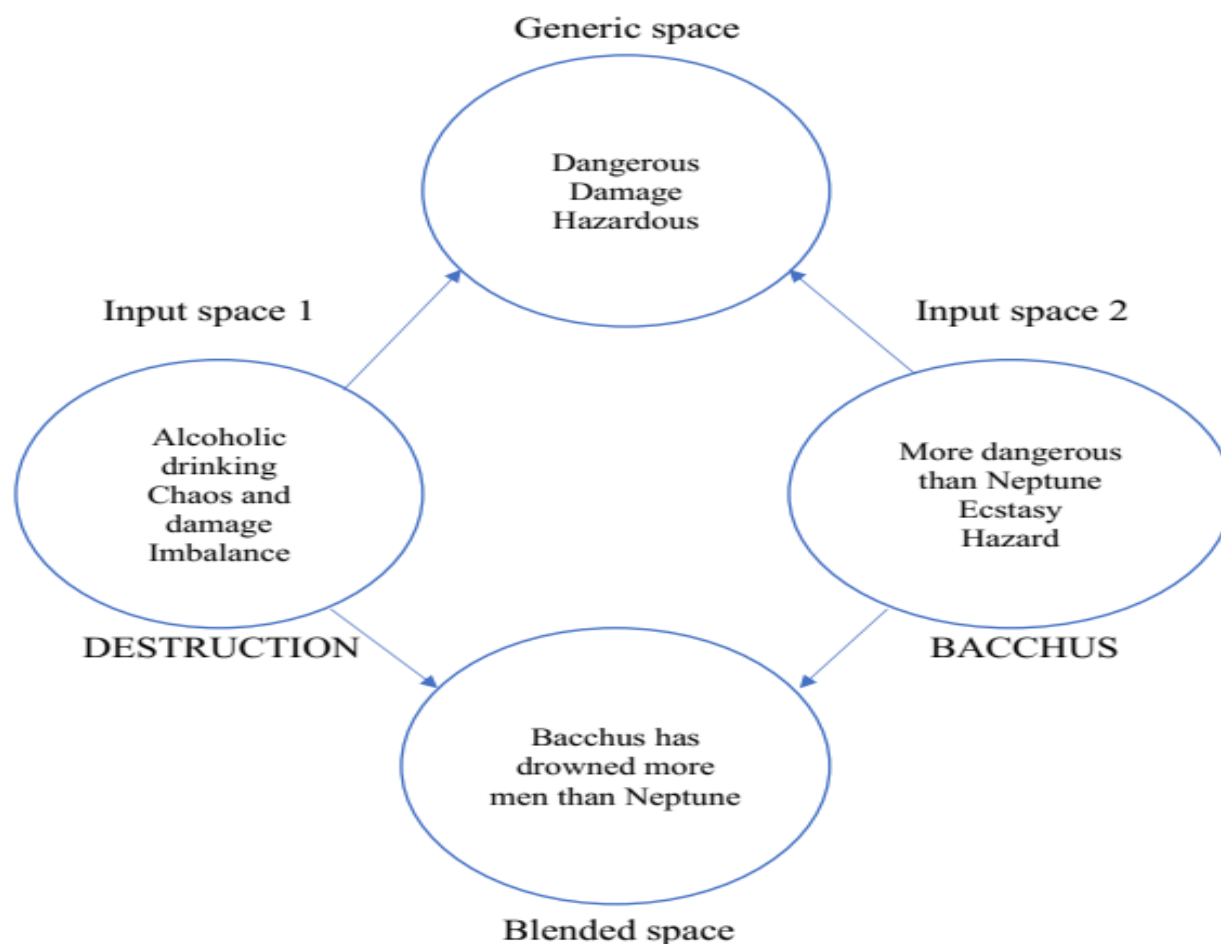 Generic space
Dangerous
Damage
Hazardous
Input space 1
Input space 2
Alcoholic
drinking
Chaos and
damage
Imbalance
More dangerous
than Neptune
Ecstasy
Hazard
DESTRUCTION
BACCHUS
Bacchus has
drowned more
men than Neptune
Blended space